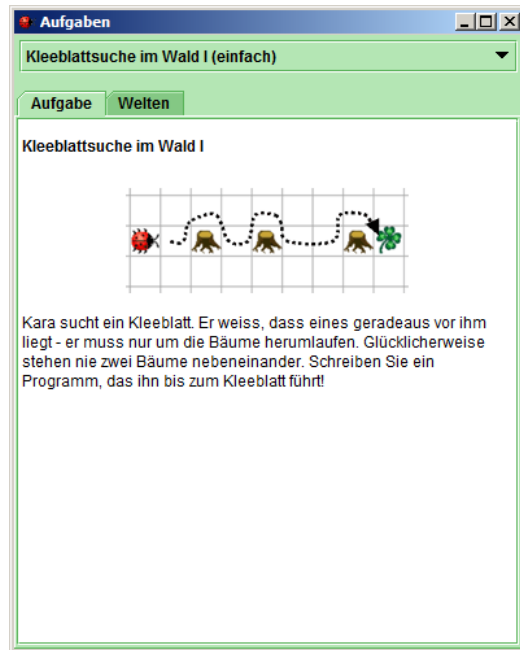 Aufgaben
Kleeblattsuche im Wald I (einfach)
Aufgabe Welten
Kleeblattsuche im Wald I
Kara sucht ein Kleeblatt. Er weiss, dass eines geradeaus vor ihm
liegt - er muss nur um die Bäume herumlaufen. Glücklicherweise
stehen nie zwei Bäume nebeneinander. Schreiben Sie ein
Programm, das ihn bis zum Kleeblatt führt!